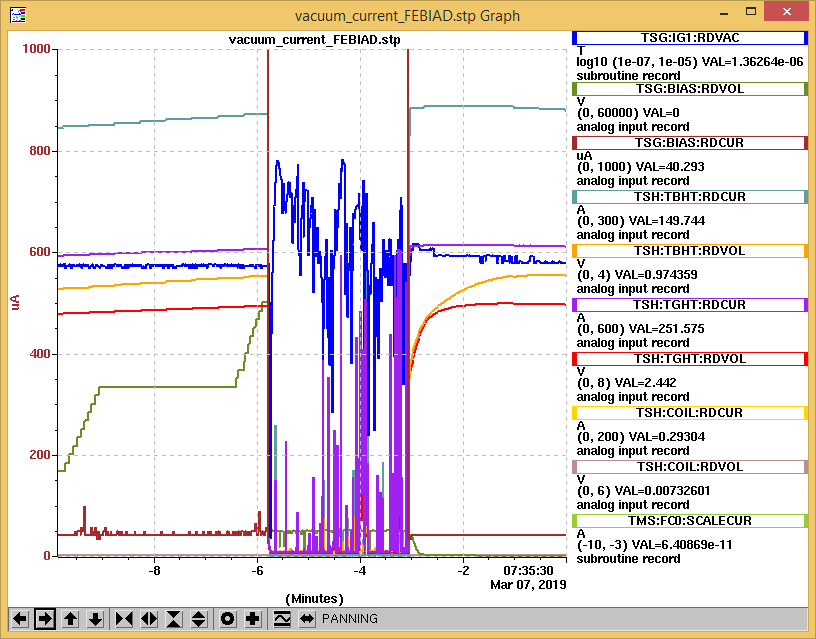 vacuum_current_FEBIAD.stp Graph
vacuum_current_FEBIAD.stp
1000
800
600
400
200
0
uA
-8
-6
-4
-2
07:35:30
Mar 07, 2019
(Minutes)
TSG:IG1:RDVAC
T
log10 (1e-07, 1e-05) VAL=1.36264e-06
subroutine record
TSG:BIAS:RDVOL
V
(0, 60000) VAL=0
analog input record
TSG:BIAS:RDCUR
uA
(0, 1000) VAL=40.293
analog input record
TSH:TBHT:RDCUR
A
(0, 300) VAL=149.744
analog input record
TSH:TBHT:RDVOL
V
(0, 4) VAL=0.974359
analog input record
TSH:TGHT:RDCUR
A
(0, 600) VAL=251.575
analog input record
TSH:TGHT:RDVOL
V
(0, 8) VAL=2.442
analog input record
TSH:COIL:RDCUR
A
(0, 200) VAL=0.29304
analog input record
TSH:COIL:RDVOL
V
(0, 6) VAL=0.00732601
analog input record
TMS:FC0:SCALECUR
A
(-10, -3) VAL=6.40869e-11
subroutine record
PANNING